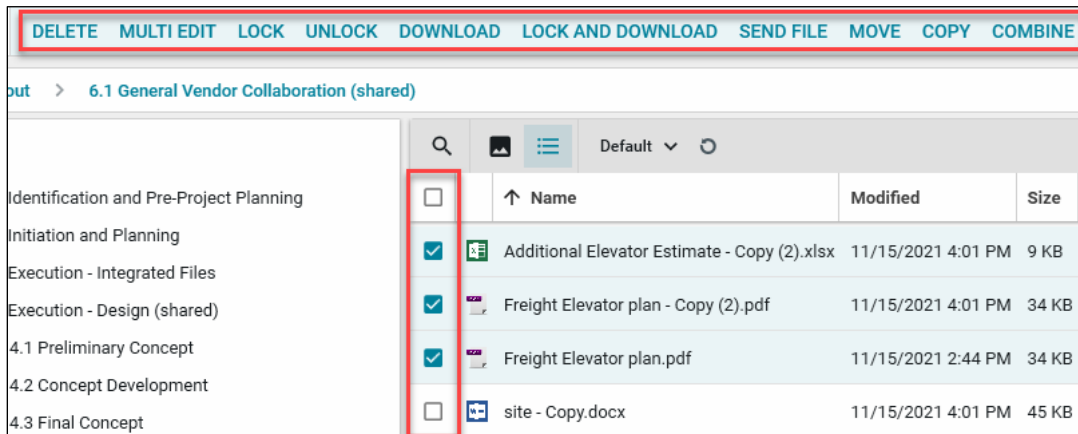 DELETE MULTI EDIT LOCK UNLOCK DOWNLOAD LOCK AND DOWNLOAD SEND FILE MOVE COPY COMBINE
out > 6.1 General Vendor Collaboration (shared)
Default
Identification and Pre-Project Planning
Initiation and Planning
Execution - Integrated Files
Execution - Design (shared)
4.1 Preliminary Concept
4.2 Concept Development
4.3 Final Concept
Name Modified Size
Additional Elevator Estimate - Copy (2).xlsx 11/15/2021 4:01 PM 9 KB
Freight Elevator plan - Copy (2).pdf 11/15/2021 4:01 PM 34 KB
Freight Elevator plan.pdf 11/15/2021 2:44 PM 34 KB
site - Copy.docx 11/15/2021 4:01 PM 45 KB